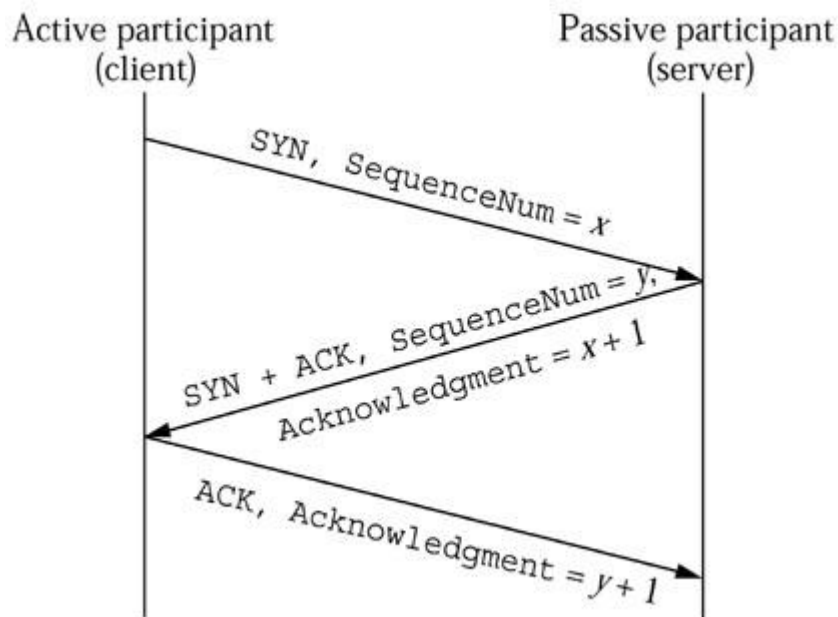 Active participant
(client)
Passive participant
(server)
SYN, SequenceNum = x
SYN + ACK, SequenceNum = y,
Acknowledgment = x + 1
ACK, Acknowledgment = y + 1